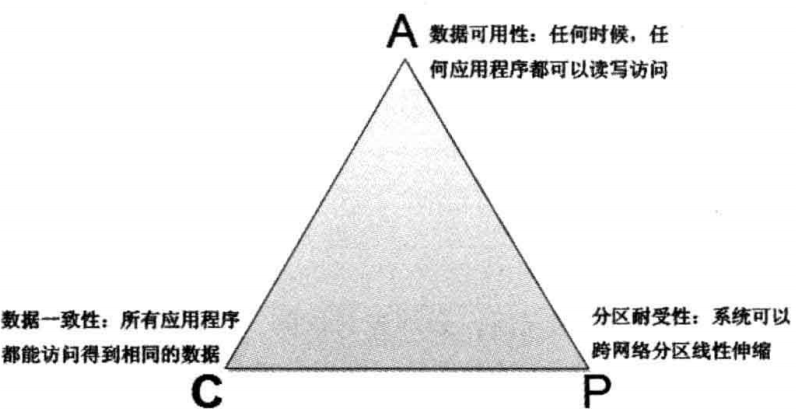 A
数据可用性：任何时候，任
何应用程序都可以读写访问
数据一致性：所有应用程序
都能访问得到相同的数据
C
分区耐受性：系统可以
跨网络分区线性伸缩
P